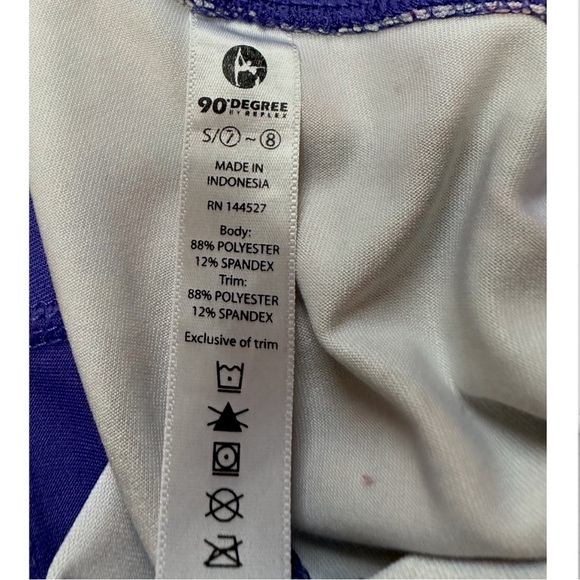 90°DEGREE
BY REFLEX
S/⑦~⑧
MADE IN
INDONESIA
RN 144527
Body:
88% POLYESTER
12% SPANDEX
Trim:
88% POLYESTER
12% SPANDEX
Exclusive of trim